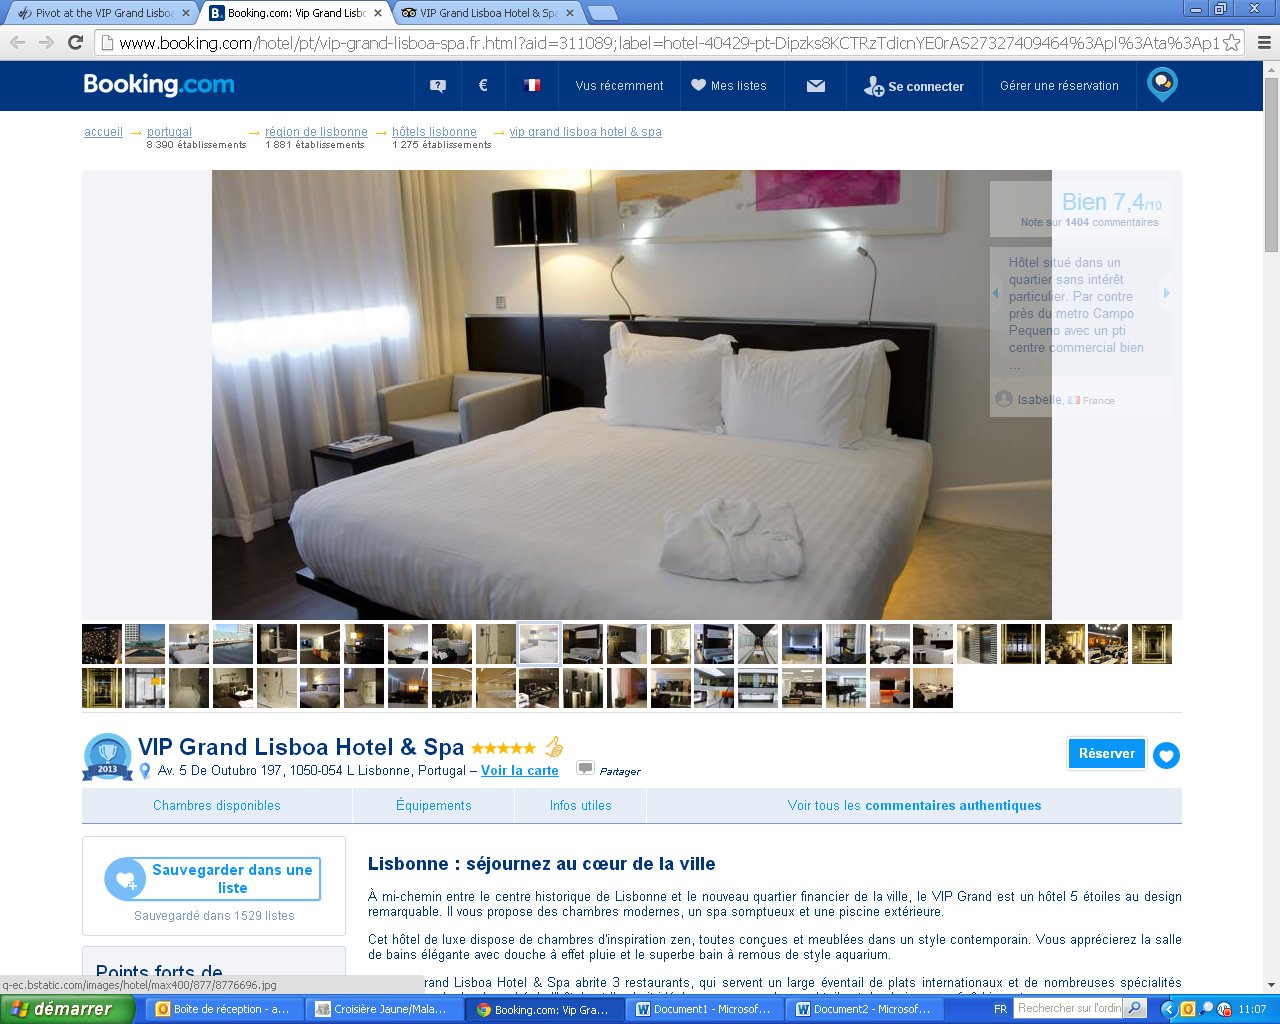 Pivot at the VIP Grand Lisbo
Booking.com: Vip Grand Lisb
VIP Grand Lisboa Hotel & Sp
www.booking.com/hotel/pt/vip-grand-lisboa-spa.fr.html?aid=311089;label=hotel-40429-pt-Dipzks8KCTRzTdicnYE0rAS27327409464%3Apl%3Ata%3Ap1
Booking.com
€
Vus récemment
Mes listes
Se connecter
Gérer une réservation
accueil → portugal → région de lisbonne → hôtels lisbonne → vip grand lisboa hotel & spa
8 390 établissements 1 881 établissements 1 275 établissements
Bien 7,4/10
Note sur 1404 commentaires
Hôtel situé dans un
quartier sans intérêt
particulier. Par contre
près du metro Campo
Pequeno avec un pti
centre commercial bien
...
Isabelle, France
2013
VIP Grand Lisboa Hotel & Spa
Av. 5 De Outubro 197, 1050-054 L Lisbonne, Portugal – Voir la carte
Partager
Réserver
Chambres disponibles
Équipements
Infos utiles
Voir tous les commentaires authentiques
Sauvegarder dans une
liste
Sauvegardé dans 1529 listes
Points forts de
Lisbonne : séjournez au cœur de la ville
À mi-chemin entre le centre historique de Lisbonne et le nouveau quartier financier de la ville, le VIP Grand est un hôtel 5 étoiles au design
remarquable. Il vous propose des chambres modernes, un spa somptueux et une piscine extérieure.
Cet hôtel de luxe dispose de chambres d'inspiration zen, toutes conçues et meublées dans un style contemporain. Vous apprécierez la salle
de bains élégante avec douche à effet pluie et le superbe bain à remous de style aquarium.
rand Lisboa Hotel & Spa abrite 3 restaurants, qui servent un large éventail de plats internationaux et de nombreuses spécialités
q-ec.bstatic.com/images/hotel/max400/877/8776696.jpg
démarrer
Boîte de réception - a...
Croisière Jaune/Mala...
Booking.com: Vip Gra...
Document1 - Microsof...
Document2 - Microsof...
FR
Rechercher sur l'ordin
11:07